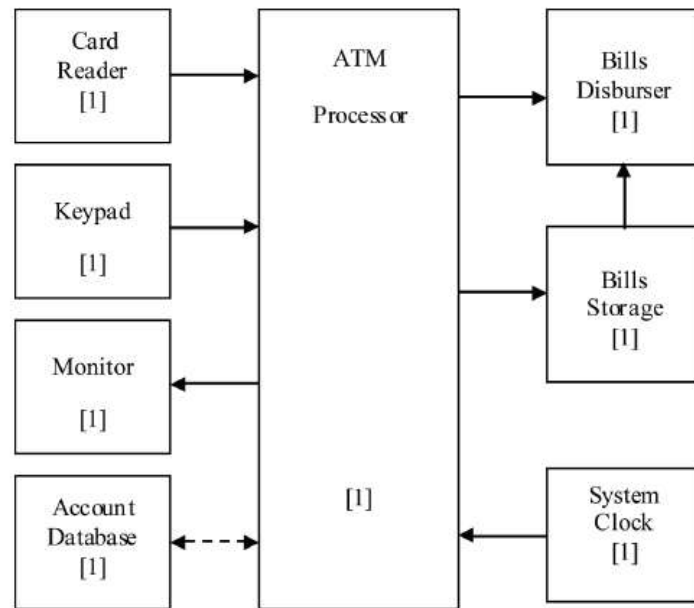 Card
Reader
[1]
Keypad
[1]
Monitor
[1]
Account
Database
[1]
ATM
Processor
[1]
Bills
Disburser
[1]
Bills
Storage
[1]
System
Clock
[1]